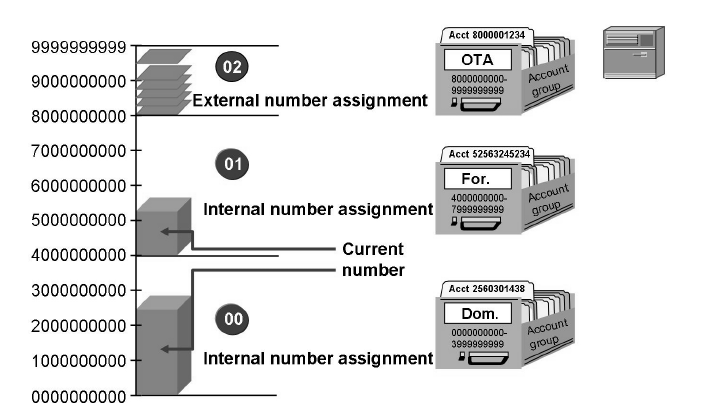 9999999999
9000000000
8000000000
7000000000
6000000000
5000000000
4000000000
3000000000
2000000000
1000000000
0000000000
02
External number assignment
01
Internal number assignment
Current
number
00
Internal number assignment
Acct 8000001234
OTA
8000000000-
9999999999
Account
group
Acct 52563245234
For.
4000000000-
7999999999
Account
group
Acct 2560301438
Dom.
0000000000-
3999999999
Account
group